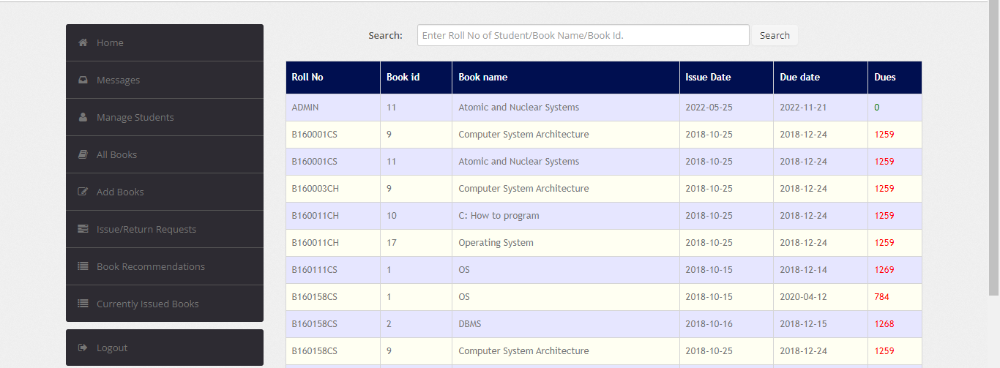 Home
Messages
Manage Students
All Books
Add Books
Issue/Return Requests
Book Recommendations
Currently Issued Books
Logout
Search: Enter Roll No of Student/Book Name/Book Id. Search
Roll No Book id Book name Issue Date Due date Dues
ADMIN 11 Atomic and Nuclear Systems 2022-05-25 2022-11-21 0
B160001CS 9 Computer System Architecture 2018-10-25 2018-12-24 1259
B160001CS 11 Atomic and Nuclear Systems 2018-10-25 2018-12-24 1259
B160003CH 9 Computer System Architecture 2018-10-25 2018-12-24 1259
B160011CH 10 C: How to program 2018-10-25 2018-12-24 1259
B160011CH 17 Operating System 2018-10-25 2018-12-24 1259
B160111CS 1 OS 2018-10-15 2018-12-14 1269
B160158CS 1 OS 2018-10-15 2020-04-12 784
B160158CS 2 DBMS 2018-10-16 2018-12-15 1268
B160158CS 9 Computer System Architecture 2018-10-25 2018-12-24 1259